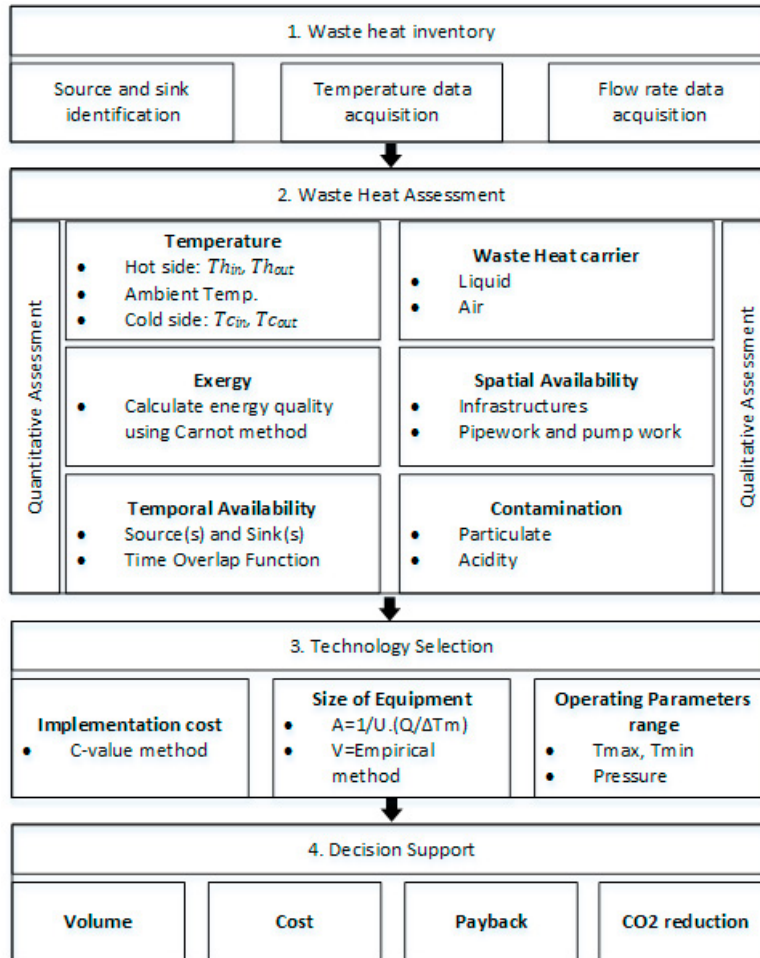 1. Waste heat inventory
Source and sink
identification
Temperature data
acquisition
Flow rate data
acquisition
2. Waste Heat Assessment
Quantitative Assessment
Temperature
• Hot side: Th_in, Th_out
• Ambient Temp.
• Cold side: Tc_in, Tc_out
Waste Heat carrier
• Liquid
• Air
Exergy
• Calculate energy quality
using Carnot method
Spatial Availability
• Infrastructures
• Pipework and pump work
Temporal Availability
• Source(s) and Sink(s)
• Time Overlap Function
Contamination
• Particulate
• Acidity
Qualitative Assessment
3. Technology Selection
Implementation cost
• C-value method
Size of Equipment
• A=1/U.(Q/ΔTm)
• V=Empirical
method
Operating Parameters
range
• Tmax, Tmin
• Pressure
4. Decision Support
Volume
Cost
Payback
CO2 reduction